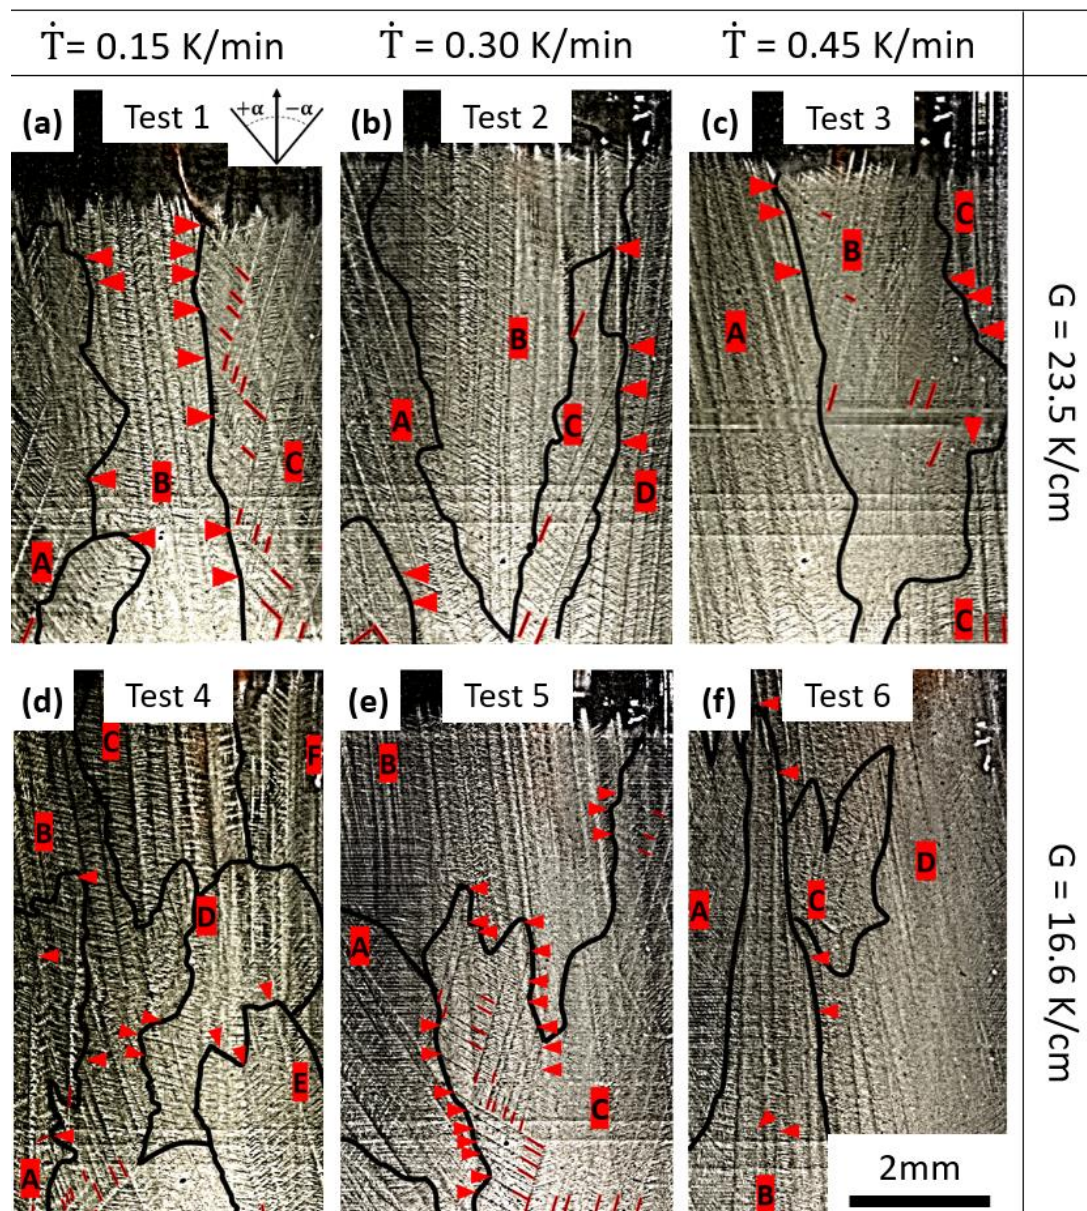 Ṫ= 0.15 K/min Ṫ = 0.30 K/min Ṫ = 0.45 K/min
(a) Test 1 +α −α (b) Test 2 (c) Test 3
C
B
B
A
A
C
C
B
D
A
C
G = 23.5 K/cm
(d) Test 4 (e) Test 5 (f) Test 6
C
F
B
B
D
D
A
C
A
E
C
A
B
G = 16.6 K/cm
2mm